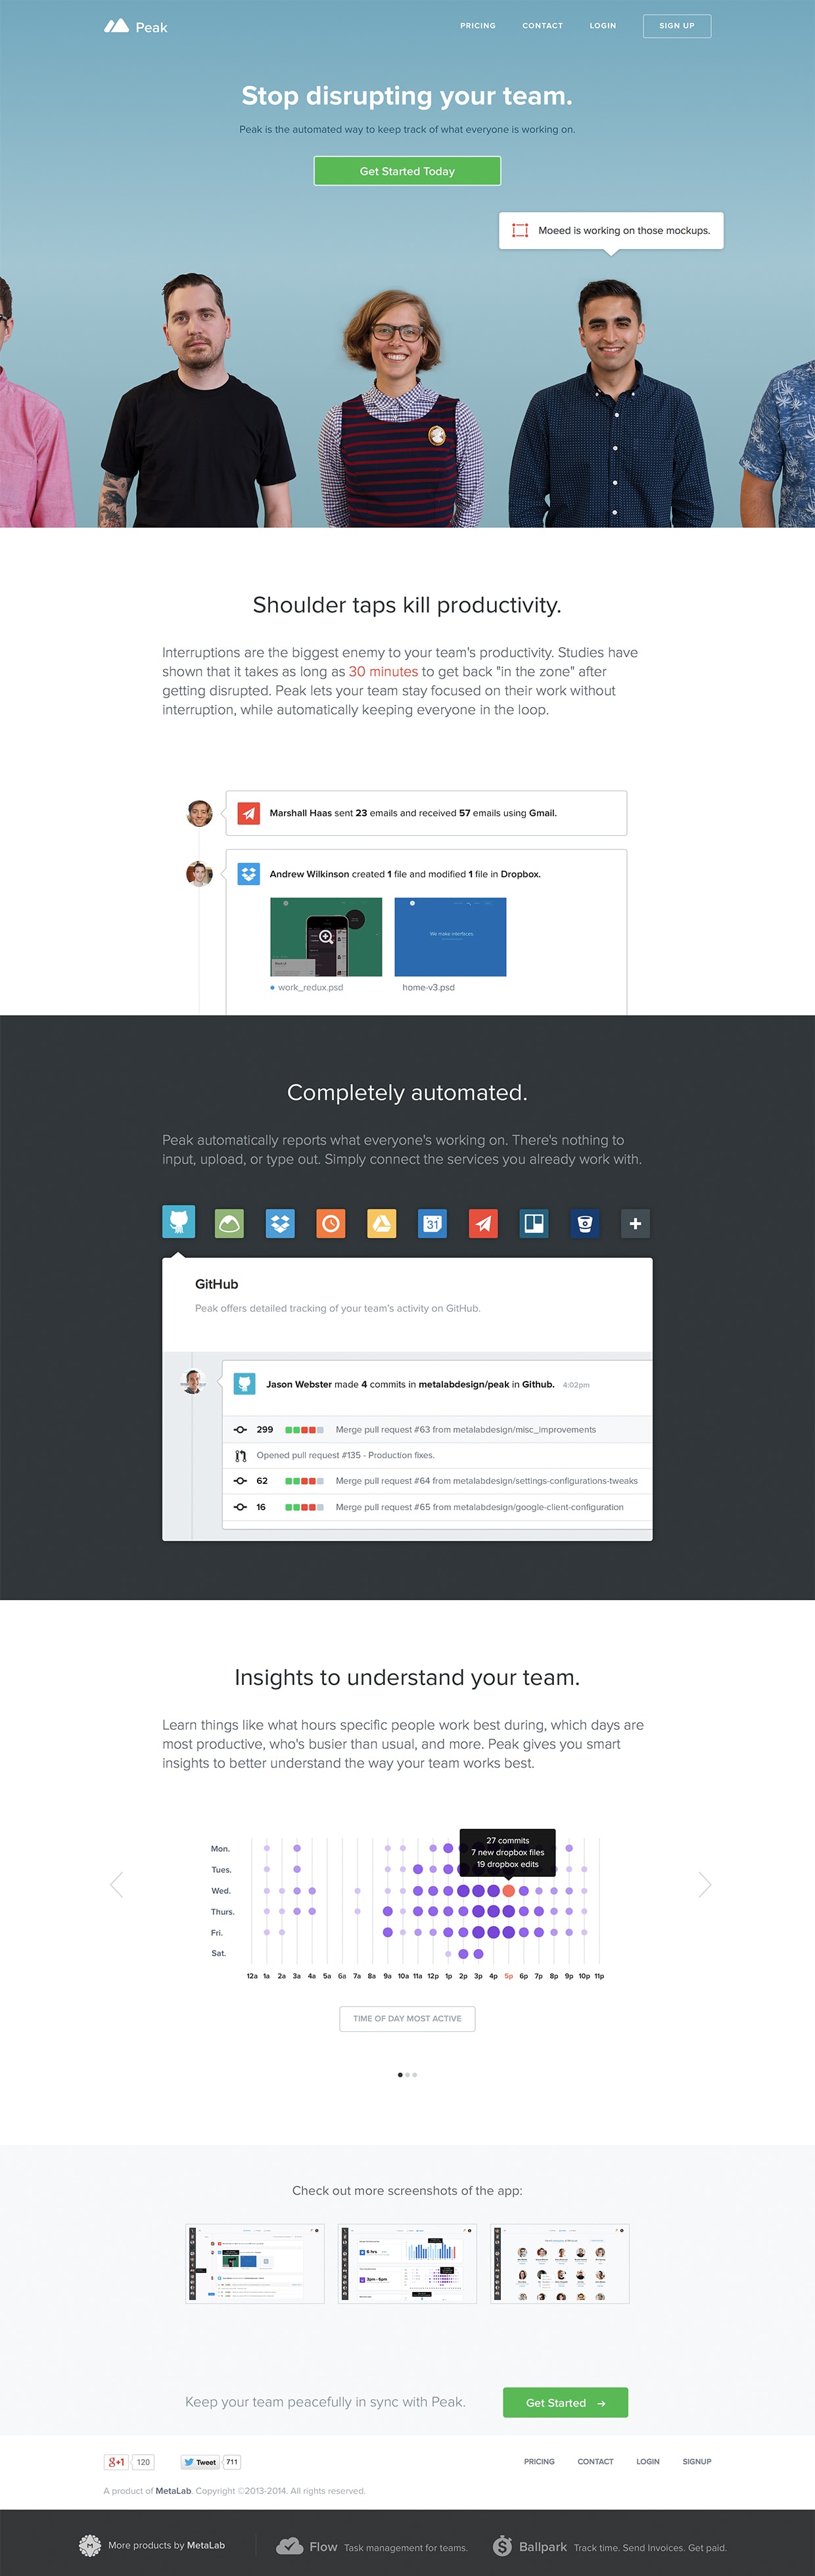 Peak
PRICING CONTACT LOGIN SIGN UP
Stop disrupting your team.
Peak is the automated way to keep track of what everyone is working on.
Get Started Today
Moeed is working on those mockups.
Shoulder taps kill productivity.
Interruptions are the biggest enemy to your team's productivity. Studies have
shown that it takes as long as 30 minutes to get back "in the zone" after
getting disrupted. Peak lets your team stay focused on their work without
interruption, while automatically keeping everyone in the loop.
Marshall Haas sent 23 emails and received 57 emails using Gmail.
Andrew Wilkinson created 1 file and modified 1 file in Dropbox.
We make interfaces.
work_redux.psd home-v3.psd
Completely automated.
Peak automatically reports what everyone's working on. There's nothing to
input, upload, or type out. Simply connect the services you already work with.
31
GitHub
Peak offers detailed tracking of your team's activity on GitHub.
Jason Webster made 4 commits in metalabdesign/peak in Github. 4:02pm
299 Merge pull request #63 from metalabdesign/misc_improvements
Opened pull request #135 - Production fixes.
62 Merge pull request #64 from metalabdesign/settings-configurations-tweaks
16 Merge pull request #65 from metalabdesign/google-client-configuration
Insights to understand your team.
Learn things like what hours specific people work best during, which days are
most productive, who's busier than usual, and more. Peak gives you smart
insights to better understand the way your team works best.
27 commits
7 new dropbox files
19 dropbox edits
Mon.
Tues.
Wed.
Thurs.
Fri.
Sat.
12a 1a 2a 3a 4a 5a 6a 7a 8a 9a 10a 11a 12p 1p 2p 3p 4p 5p 6p 7p 8p 9p 10p 11p
TIME OF DAY MOST ACTIVE
Check out more screenshots of the app:
6 hrs
3pm - 6pm
Keep your team peacefully in sync with Peak.
Get Started →
g+1 120 Tweet 711
PRICING CONTACT LOGIN SIGNUP
A product of MetaLab. Copyright ©2013-2014. All rights reserved.
M More products by MetaLab Flow Task management for teams. Ballpark Track time. Send Invoices. Get paid.